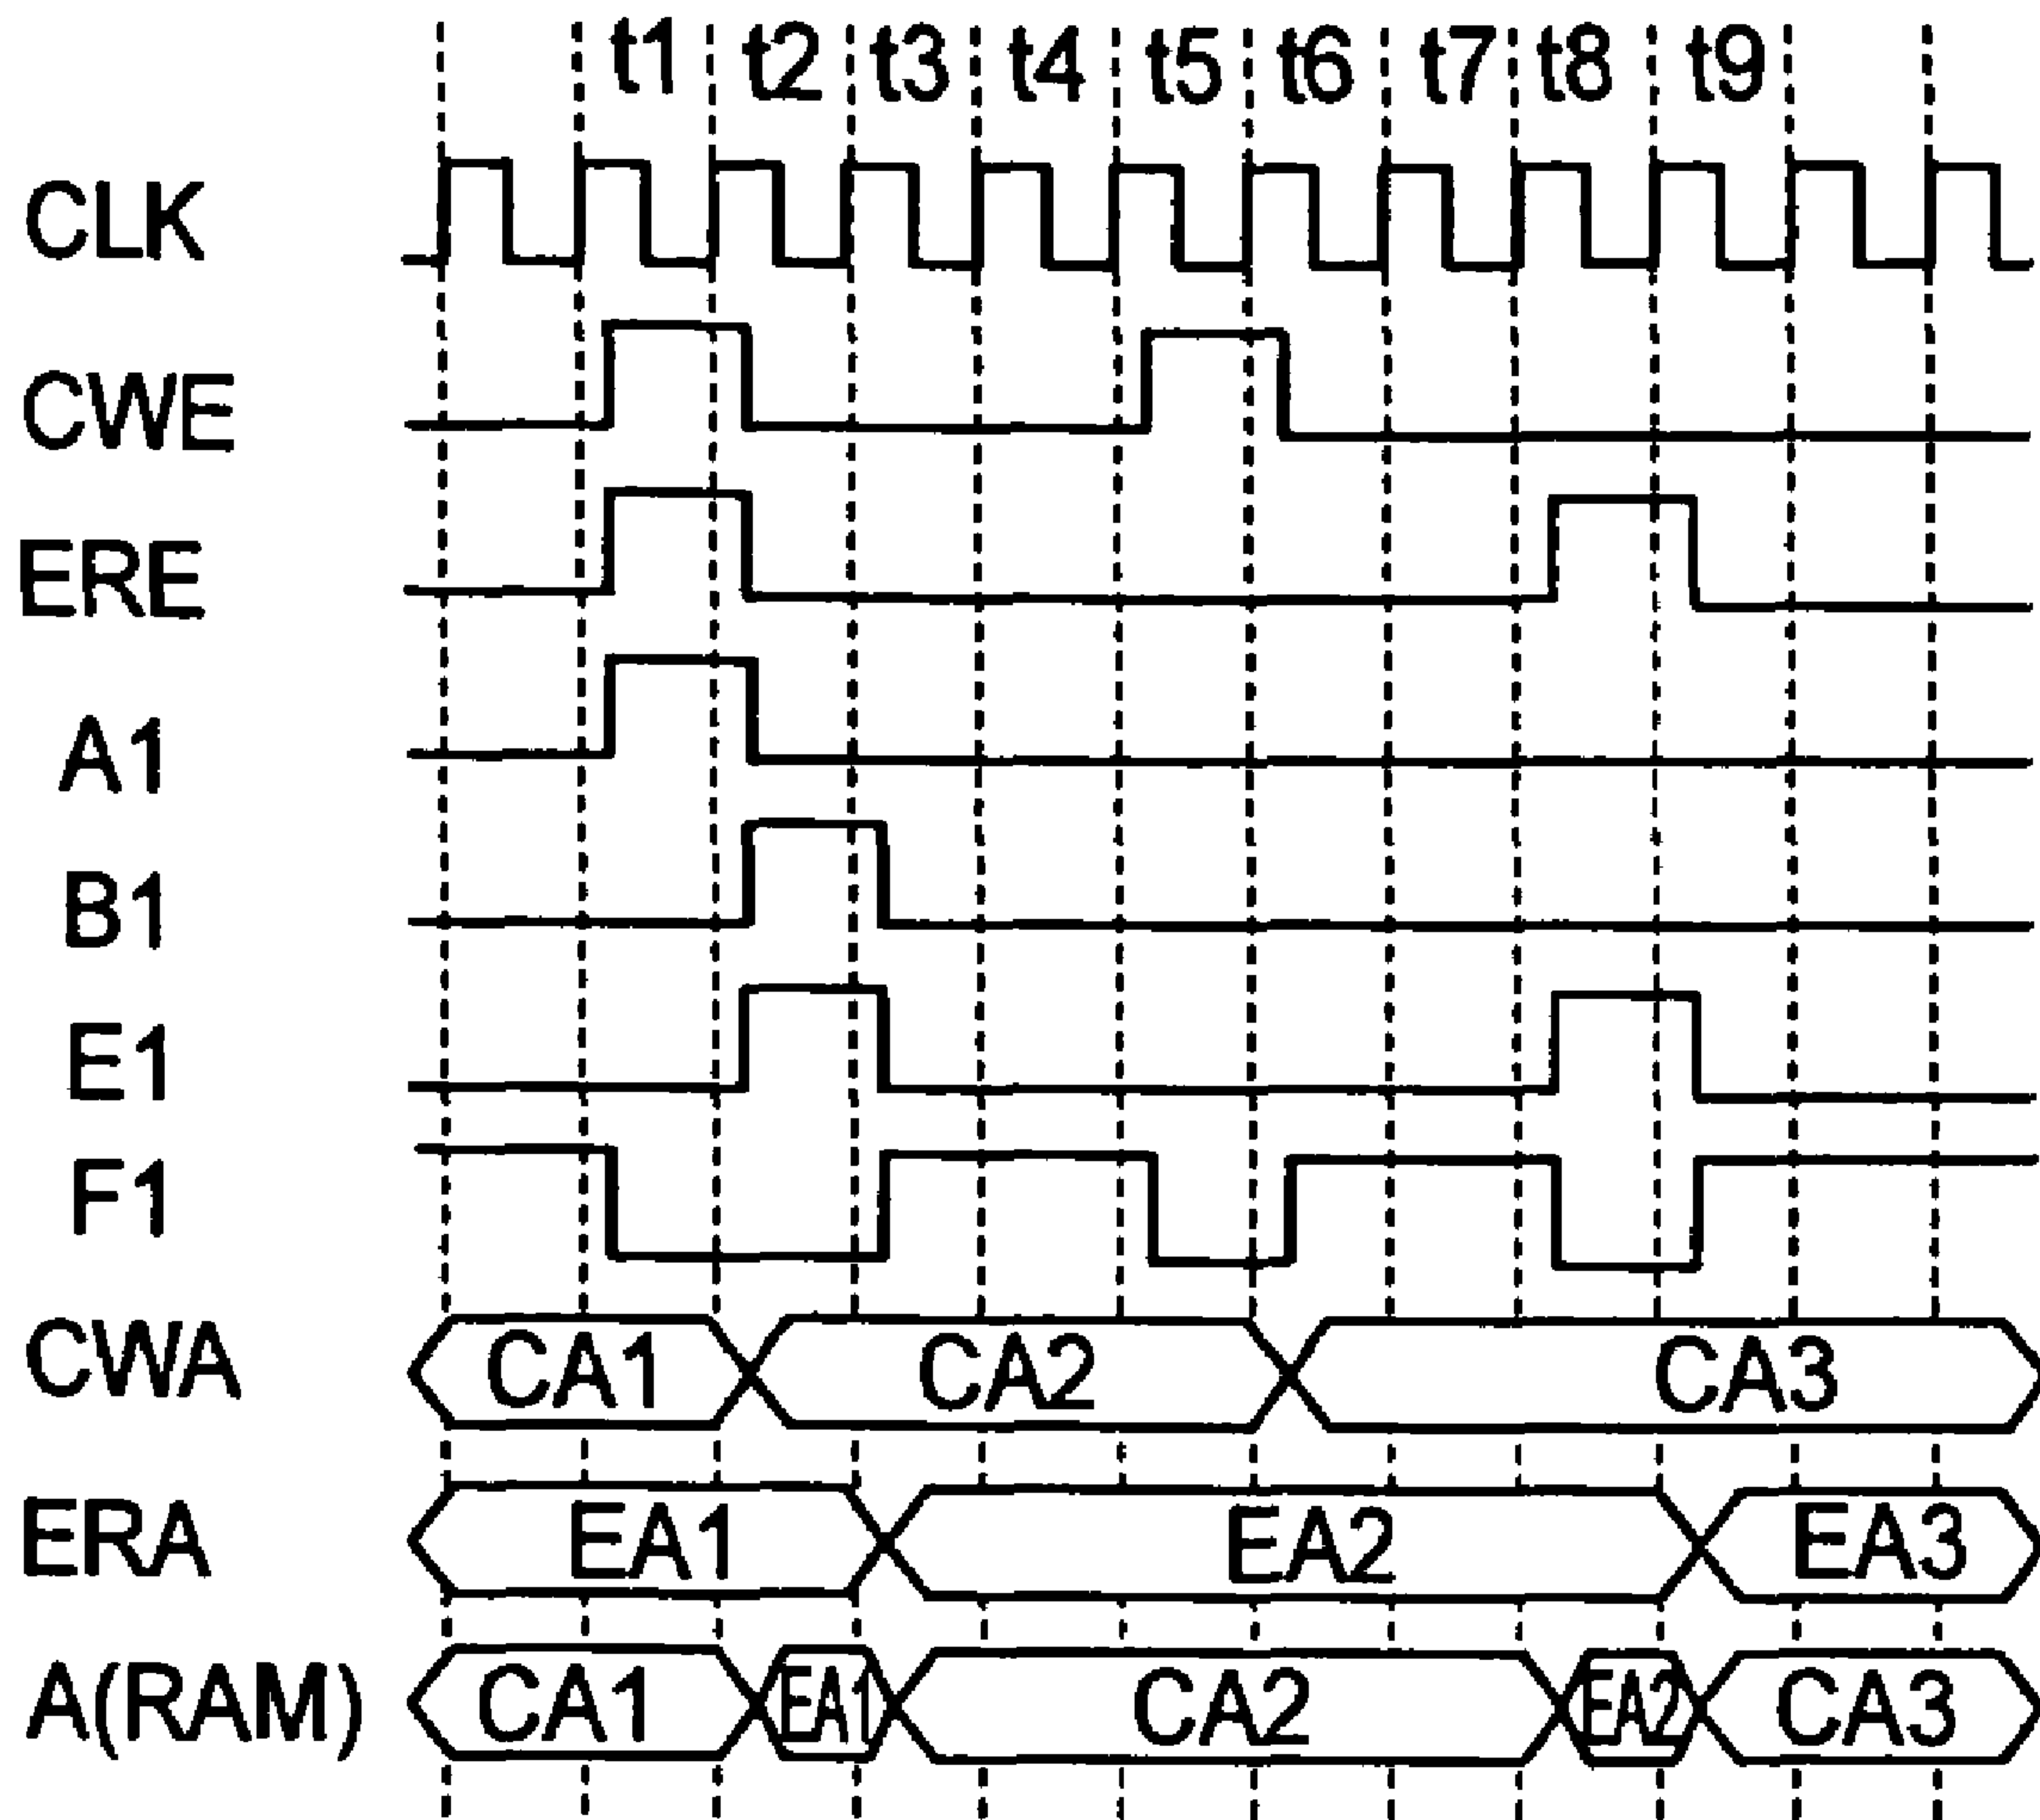 t1 t2 t3 t4 t5 t6 t7 t8 t9
CLK
CWE
ERE
A1
B1
E1
F1
CWA CA1 CA2 CA3
ERA EA1 EA2 EA3
A(RAM) CA1 EA1 CA2 EA2 CA3